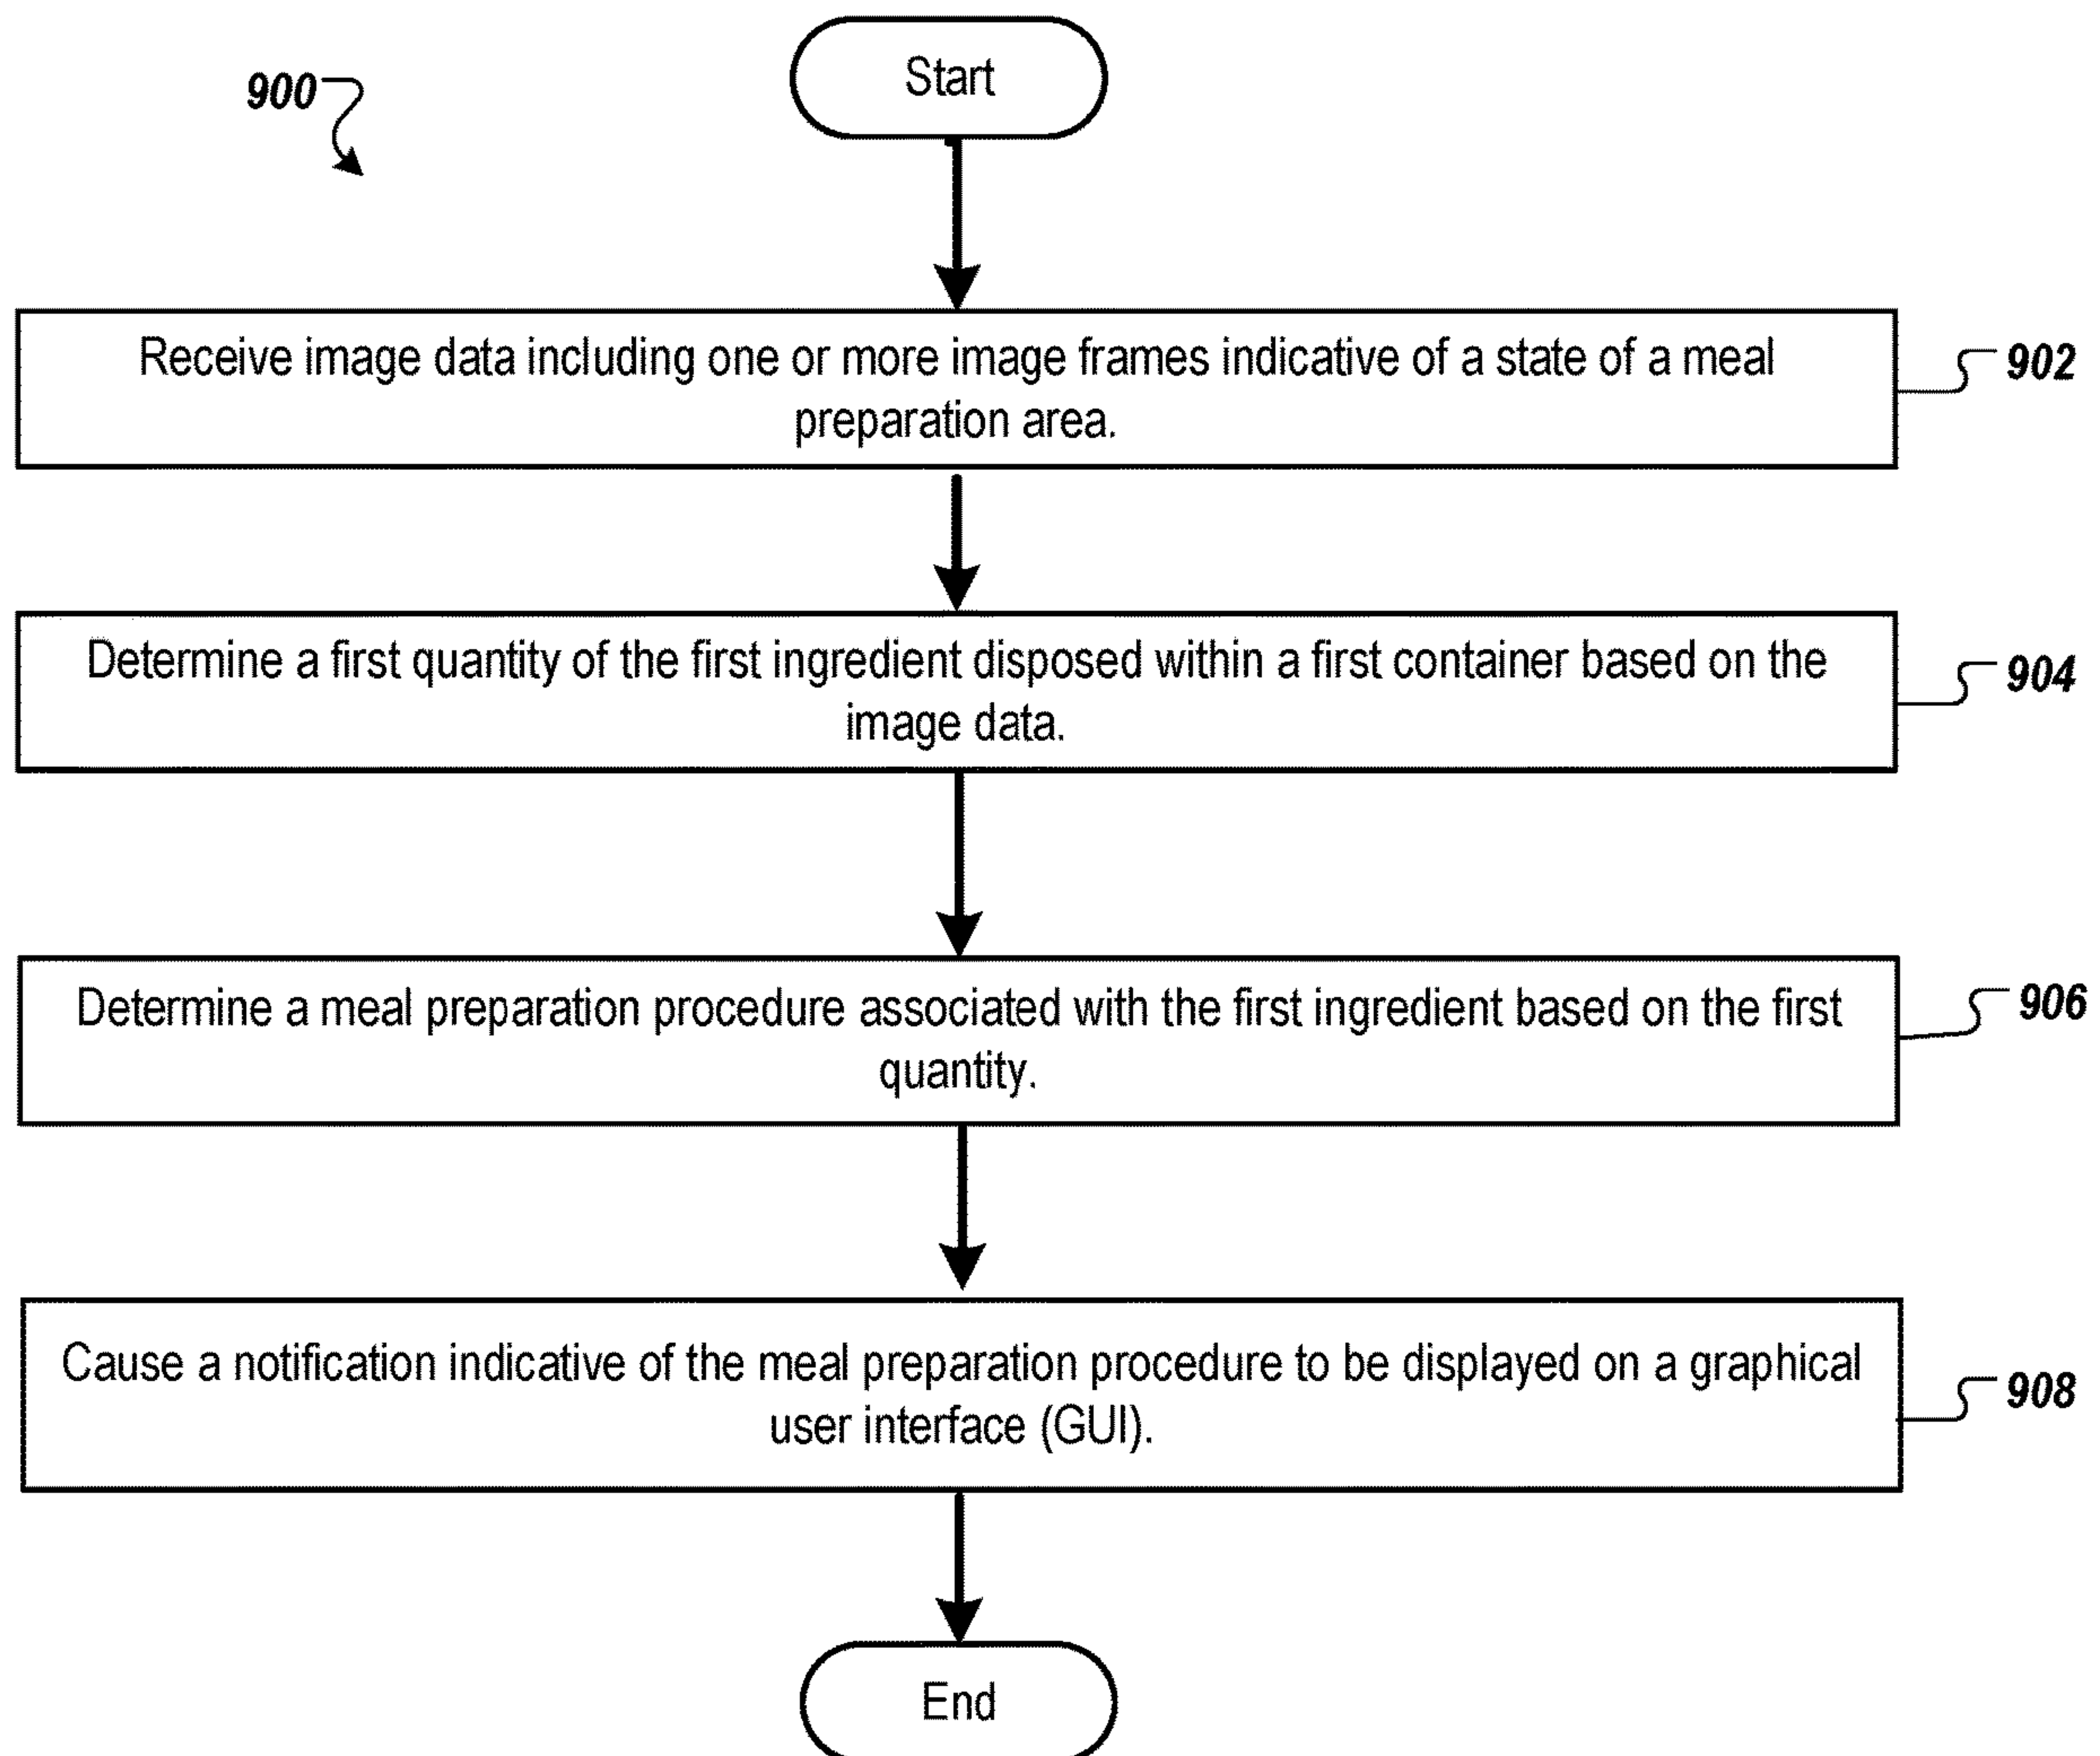 Start
900
Receive image data including one or more image frames indicative of a state of a meal
preparation area.
902
Determine a first quantity of the first ingredient disposed within a first container based on the
image data.
904
Determine a meal preparation procedure associated with the first ingredient based on the first
quantity.
906
Cause a notification indicative of the meal preparation procedure to be displayed on a graphical
user interface (GUI).
908
End